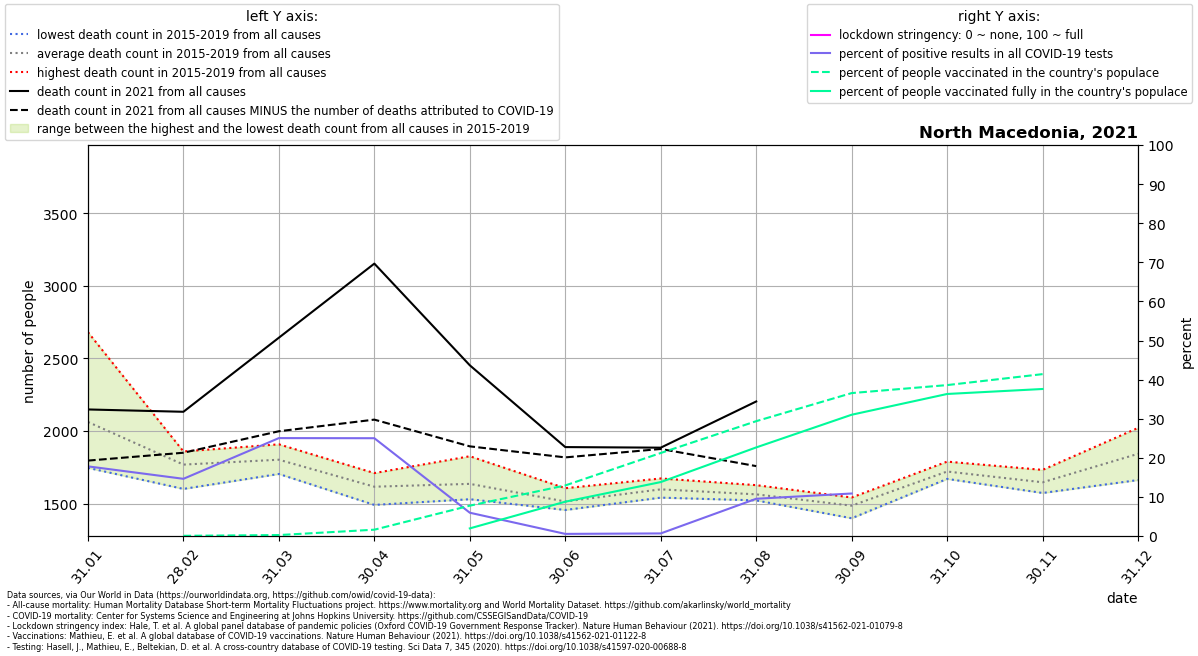 left Y axis:
lowest death count in 2015-2019 from all causes
average death count in 2015-2019 from all causes
highest death count in 2015-2019 from all causes
death count in 2021 from all causes
death count in 2021 from all causes MINUS the number of deaths attributed to COVID-19
range between the highest and the lowest death count from all causes in 2015-2019
right Y axis:
lockdown stringency: 0 ~ none, 100 ~ full
percent of positive results in all COVID-19 tests
percent of people vaccinated in the country's populace
percent of people vaccinated fully in the country's populace
North Macedonia, 2021
number of people
3500
3000
2500
2000
1500
100
90
80
70
60
50
40
30
20
10
0
percent
31.01
28.02
31.03
30.04
31.05
30.06
31.07
31.08
30.09
31.10
30.11
31.12
date
Data sources, via Our World in Data (https://ourworldindata.org, https://github.com/owid/covid-19-data):
- All-cause mortality: Human Mortality Database Short-term Mortality Fluctuations project. https://www.mortality.org and World Mortality Dataset. https://github.com/akarlinsky/world_mortality
- COVID-19 mortality: Center for Systems Science and Engineering at Johns Hopkins University. https://github.com/CSSEGISandData/COVID-19
- Lockdown stringency index: Hale, T. et al. A global panel database of pandemic policies (Oxford COVID-19 Government Response Tracker). Nature Human Behaviour (2021). https://doi.org/10.1038/s41562-021-01079-8
- Vaccinations: Mathieu, E. et al. A global database of COVID-19 vaccinations. Nature Human Behaviour (2021). https://doi.org/10.1038/s41562-021-01122-8
- Testing: Hasell, J., Mathieu, E., Beltekian, D. et al. A cross-country database of COVID-19 testing. Sci Data 7, 345 (2020). https://doi.org/10.1038/s41597-020-00688-8